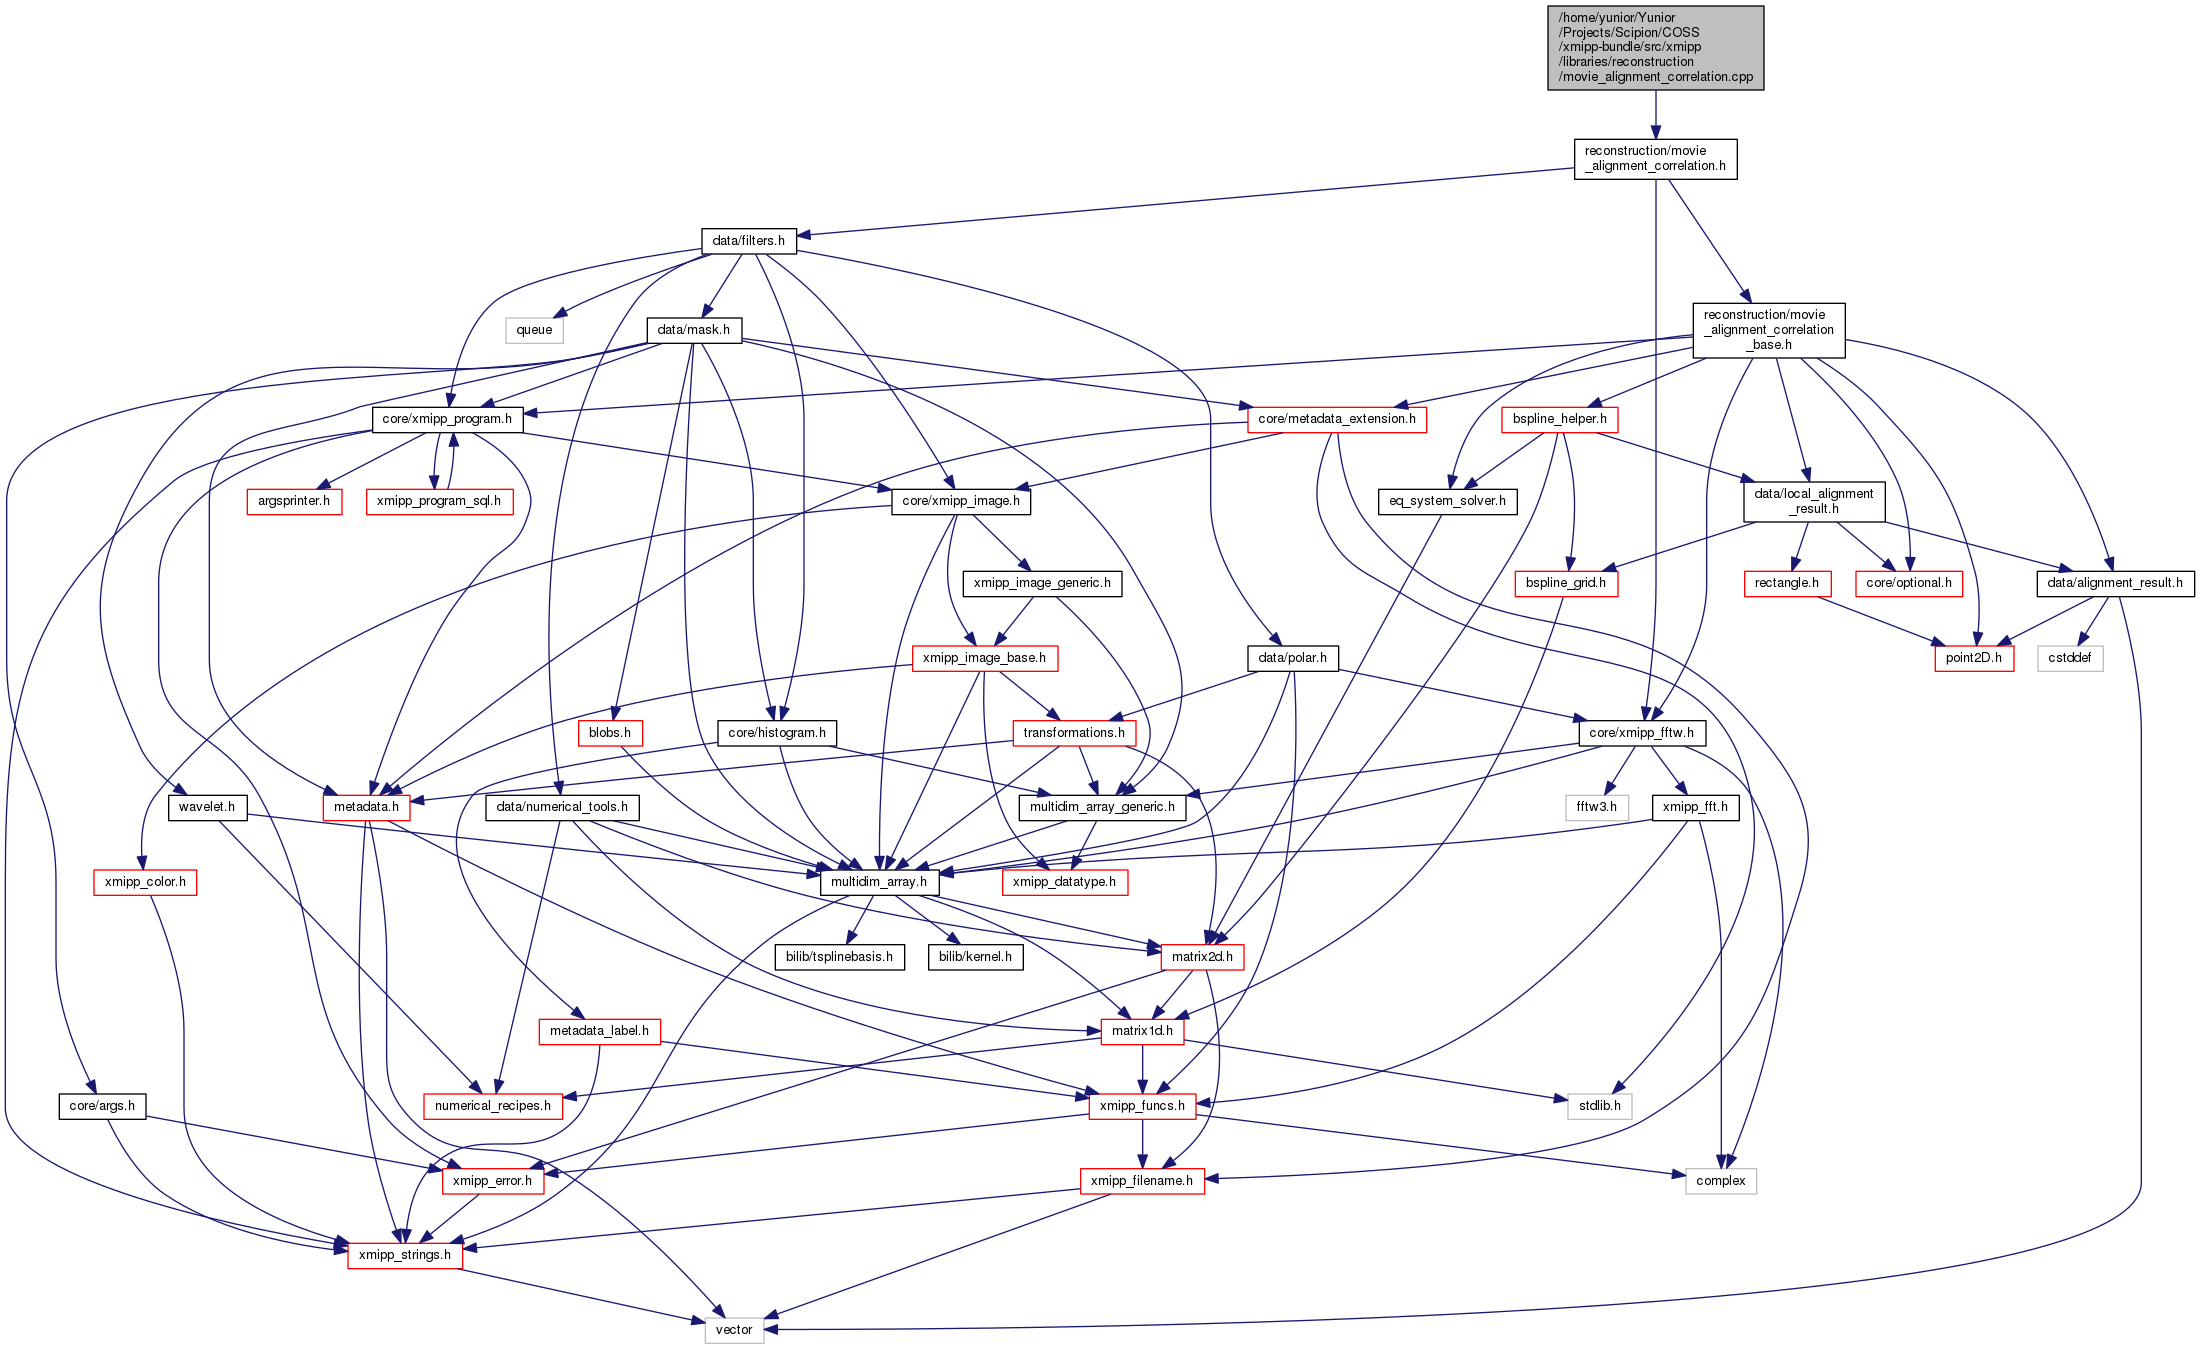 /home/yunior/Yunior
/Projects/Scipion/COSS
/xmipp-bundle/src/xmipp
/libraries/reconstruction
/movie_alignment_correlation.cpp
reconstruction/movie
_alignment_correlation.h
data/filters.h
queue
data/mask.h
reconstruction/movie
_alignment_correlation
_base.h
core/xmipp_program.h
core/metadata_extension.h
bspline_helper.h
argsprinter.h
xmipp_program_sql.h
core/xmipp_image.h
eq_system_solver.h
data/local_alignment
_result.h
xmipp_image_generic.h
bspline_grid.h
rectangle.h
core/optional.h
data/alignment_result.h
xmipp_image_base.h
data/polar.h
point2D.h
cstddef
blobs.h
core/histogram.h
transformations.h
core/xmipp_fftw.h
wavelet.h
metadata.h
data/numerical_tools.h
multidim_array_generic.h
fftw3.h
xmipp_fft.h
xmipp_color.h
multidim_array.h
xmipp_datatype.h
bilib/tsplinebasis.h
bilib/kernel.h
matrix2d.h
metadata_label.h
matrix1d.h
core/args.h
numerical_recipes.h
xmipp_funcs.h
stdlib.h
xmipp_error.h
xmipp_filename.h
complex
xmipp_strings.h
vector